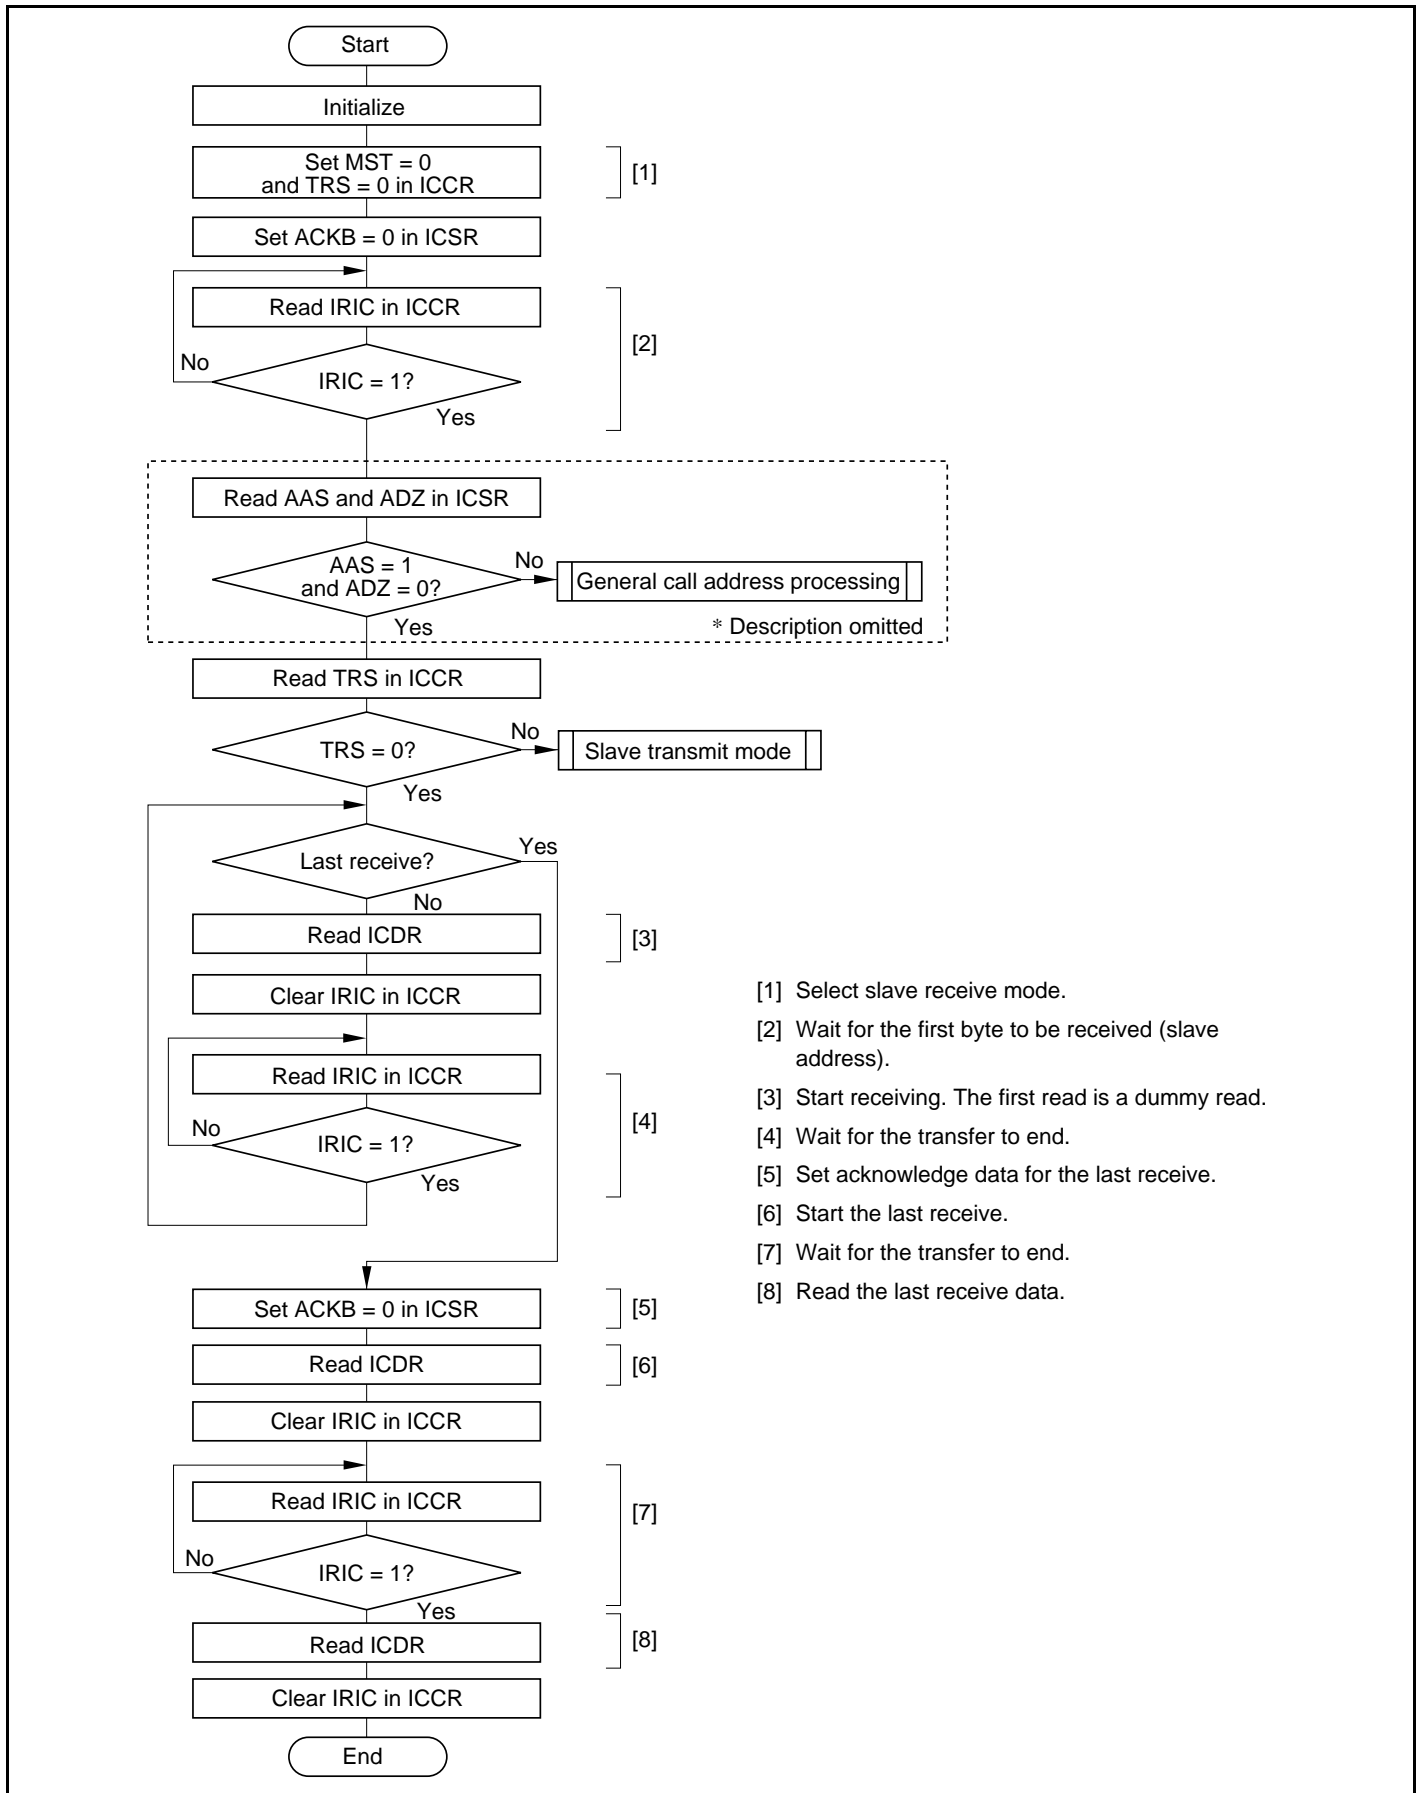 Start
Initialize
Set MST = 0
and TRS = 0 in ICCR
[1]
Set ACKB = 0 in ICSR
Read IRIC in ICCR
[2]
No
IRIC = 1?
Yes
Read AAS and ADZ in ICSR
AAS = 1
and ADZ = 0?
No
General call address processing
Yes
* Description omitted
Read TRS in ICCR
TRS = 0?
No
Slave transmit mode
Yes
Last receive?
Yes
No
Read ICDR
[3]
Clear IRIC in ICCR
Read IRIC in ICCR
[4]
No
IRIC = 1?
Yes
[1] Select slave receive mode.
[2] Wait for the first byte to be received (slave
address).
[3] Start receiving. The first read is a dummy read.
[4] Wait for the transfer to end.
[5] Set acknowledge data for the last receive.
[6] Start the last receive.
[7] Wait for the transfer to end.
[8] Read the last receive data.
Set ACKB = 0 in ICSR
[5]
Read ICDR
[6]
Clear IRIC in ICCR
Read IRIC in ICCR
[7]
No
IRIC = 1?
Yes
Read ICDR
[8]
Clear IRIC in ICCR
End